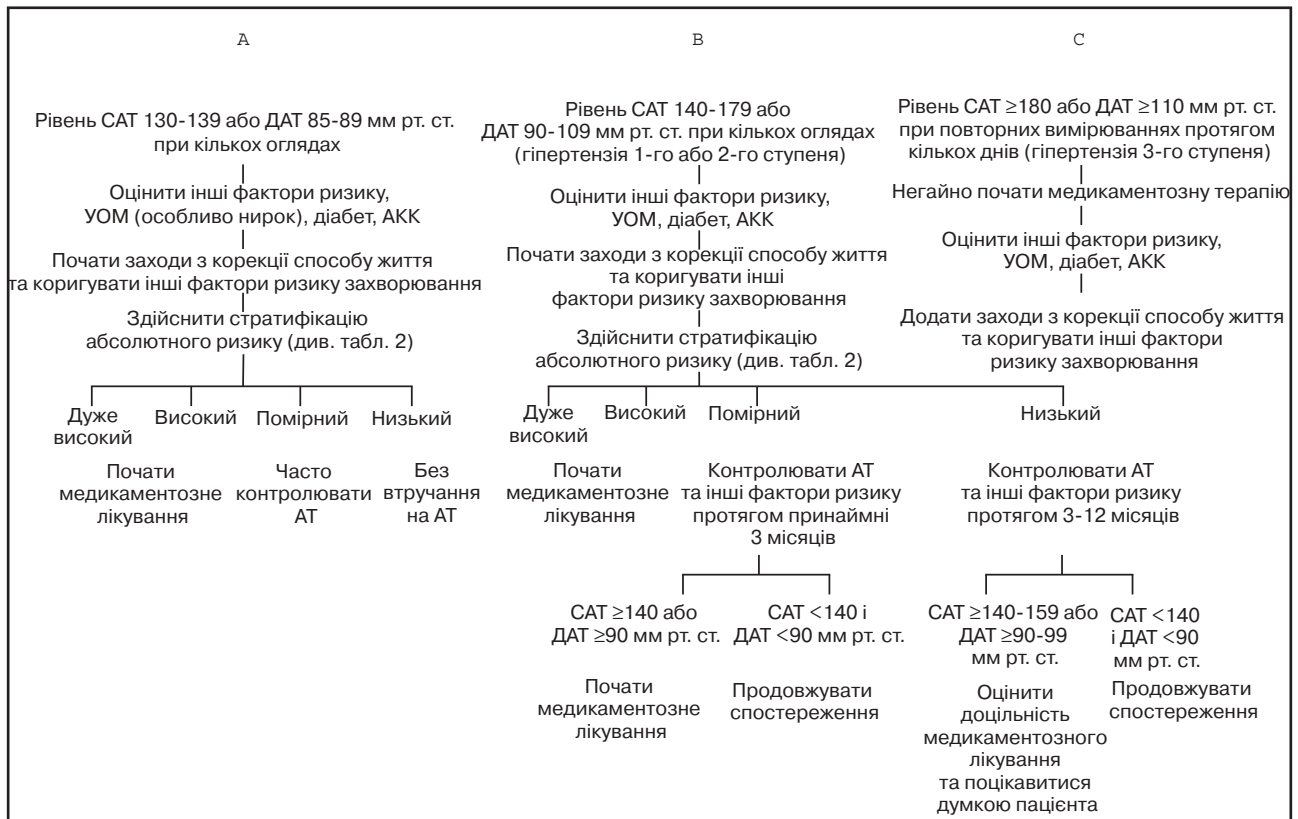 A
Рівень САТ 130-139 або ДАТ 85-89 мм рт. ст.
при кількох оглядах
Оцінити інші фактори ризику,
УОМ (особливо нирок), діабет, АКК
Почати заходи з корекції способу життя
та коригувати інші фактори ризику захворювання
Здійснити стратифікацію
абсолютного ризику (див. табл. 2)
Дуже
високий
Високий
Помірний
Низький
Почати
медикаментозне
лікування
Часто
контролювати
АТ
Без
втручання
на АТ
B
Рівень САТ 140-179 або
ДАТ 90-109 мм рт. ст. при кількох оглядах
(гіпертензія 1-го або 2-го ступеня)
Оцінити інші фактори ризику,
УОМ, діабет, АКК
Почати заходи з корекції способу життя
та коригувати інші
фактори ризику захворювання
Здійснити стратифікацію
абсолютного ризику (див. табл. 2)
Дуже
високий
Високий
Помірний
Низький
Почати
медикаментозне
лікування
Контролювати АТ
та інші фактори ризику
протягом принаймні
3 місяців
Контролювати АТ
та інші фактори ризику
протягом 3-12 місяців
САТ ≥140 або
ДАТ ≥90 мм рт. ст.
САТ <140 і
ДАТ <90 мм рт. ст.
САТ ≥140-159 або
ДАТ ≥90-99
мм рт. ст.
САТ <140
і ДАТ <90
мм рт. ст.
Почати
медикаментозне
лікування
Продовжувати
спостереження
Оцінити
доцільність
медикаментозного
лікування
та поцікавитися
думкою пацієнта
Продовжувати
спостереження
C
Рівень САТ ≥180 або ДАТ ≥110 мм рт. ст.
при повторних вимірюваннях протягом
кількох днів (гіпертензія 3-го ступеня)
Негайно почати медикаментозну терапію
Оцінити інші фактори ризику,
УОМ, діабет, АКК
Додати заходи з корекції способу життя
та коригувати інші фактори
ризику захворювання